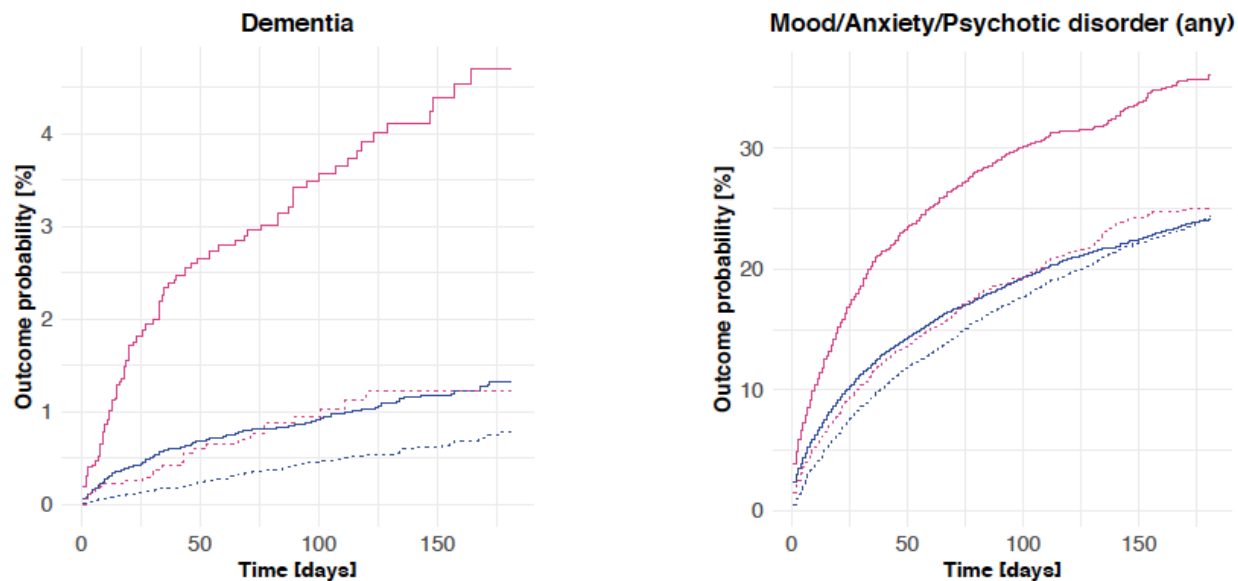 Dementia
Outcome probability [%]
4
3
2
1
0
0 50 100 150
Time [days]
Mood/Anxiety/Psychotic disorder (any)
Outcome probability [%]
30
20
10
0
0 50 100 150
Time [days]